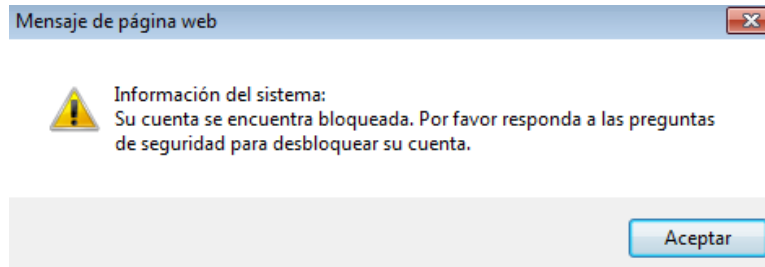 Mensaje de página web
Información del sistema:
Su cuenta se encuentra bloqueada. Por favor responda a las preguntas
de seguridad para desbloquear su cuenta.
Aceptar